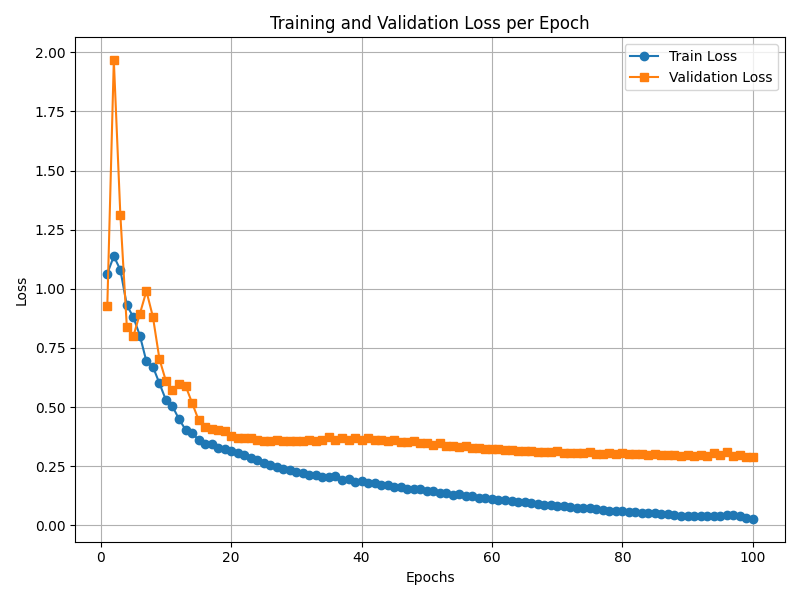 Training and Validation Loss per Epoch
Train Loss
Validation Loss
2.00
1.75
1.50
1.25
1.00
0.75
0.50
0.25
0.00
Loss
0 20 40 60 80 100
Epochs